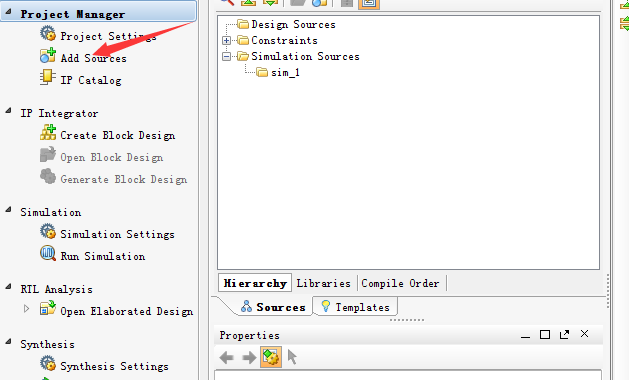 Project Manager
Project Settings
Add Sources
IP Catalog
IP Integrator
Create Block Design
Open Block Design
Generate Block Design
Simulation
Simulation Settings
Run Simulation
RTL Analysis
Open Elaborated Design
Synthesis
Synthesis Settings
Design Sources
Constraints
Simulation Sources
sim_1
Hierarchy
Libraries
Compile Order
Sources
Templates
Properties